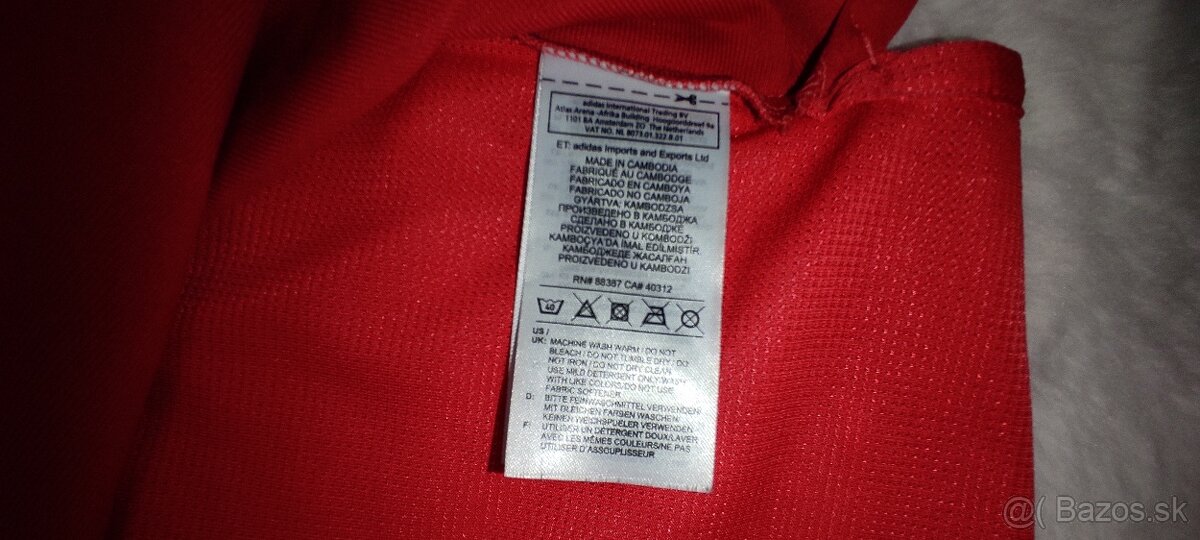 adidas International Trading BV
Atlas Arena -Afrika Building Hoogoorddreef 9a
1101 BA Amsterdam ZO The Netherlands
VAT NO. NL 8073.01.322.B.01
ET: adidas Imports and Exports Ltd
MADE IN CAMBODIA
FABRIQUÉ AU CAMBODGE
FABRICADO EN CAMBOYA
FABRICADO NO CAMBOJA
GYÁRTVA: KAMBODZSA
ПРОИЗВЕДЕНО В КАМБОДЖА
СДЕЛАНО В КАМБОДЖЕ
PROIZVEDENO U KOMBODŽI
KAMBOÇYA'DA İMAL EDİLMİŞTİR.
КАМБОДЖЕДЕ ЖАСАЛҒАН
PROIZVEDENO U KAMBODZI
RN# 88387 CA# 40312
40
US /
UK: MACHINE WASH WARM / DO NOT
BLEACH / DO NOT TUMBLE DRY / DO
NOT IRON / DO NOT DRY CLEAN
USE MILD DETERGENT ONLY/WASH
WITH LIKE COLORS/DO NOT USE
FABRIC SOFTENER
D: BITTE FEINWASCHMITTEL VERWENDEN/
MIT GLEICHEN FARBEN WASCHEN/
KEINEN WEICHSPUELER VERWENDEN
F: UTILISER UN DÉTERGENT DOUX/LAVER
AVEC LES MÊMES COULEURS/NE PAS
UTILISER D'ASSOUPLISSEUR
@( Bazos.sk